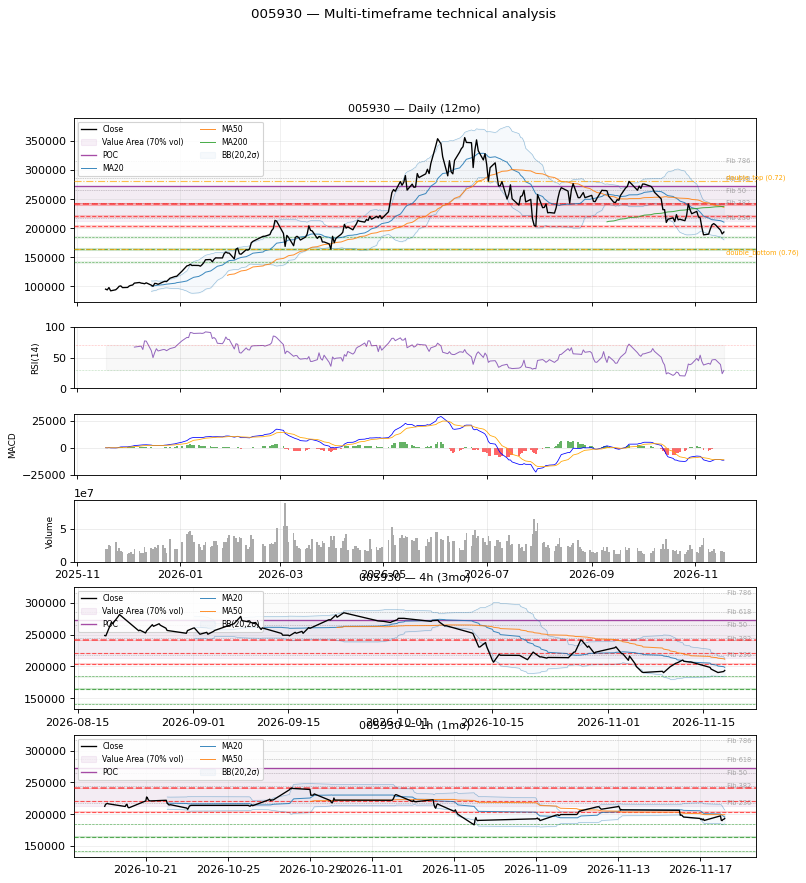 005930 — Multi-timeframe technical analysis
005930 — Daily (12mo)
Close
Value Area (70% vol)
POC
MA20
MA50
MA200
BB(20,2σ)
350000
300000
250000
200000
150000
100000
Fib 786
double_top (0.72)
Fib 50
double_bottom (0.76)
RSI(14)
100
50
0
MACD
25000
0
−25000
1e7
Volume
5
0
2025-11
2026-01
2026-03
2026-05
2026-07
2026-09
2026-11
005930 — 4h (3mo)
Close
Value Area (70% vol)
POC
MA20
MA50
BB(20,2σ)
300000
250000
200000
150000
Fib 786
Fib 618
Fib 50
2026-08-15
2026-09-01
2026-09-15
2026-10-01
2026-10-15
2026-11-01
2026-11-15
005930 — 1h (1mo)
Close
Value Area (70% vol)
POC
MA20
MA50
BB(20,2σ)
300000
250000
200000
150000
Fib 786
Fib 618
Fib 50
2026-10-21
2026-10-25
2026-10-29
2026-11-01
2026-11-05
2026-11-09
2026-11-13
2026-11-17